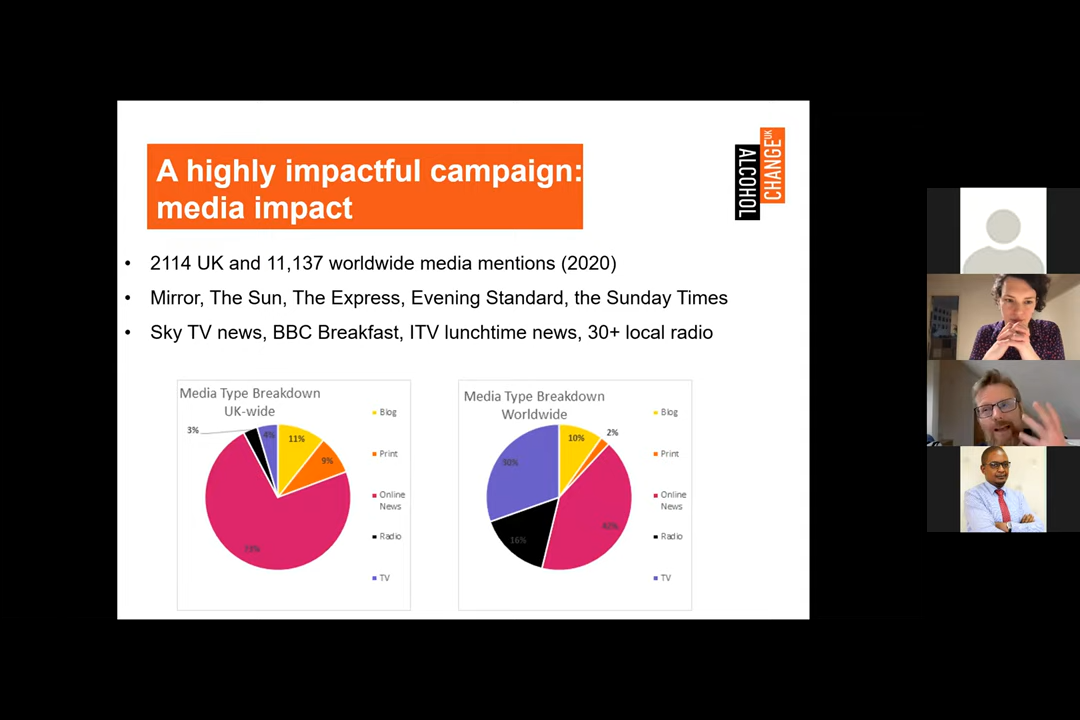 A highly impactful campaign:
media impact
ALCOHOL
CHANGE UK
• 2114 UK and 11,137 worldwide media mentions (2020)
• Mirror, The Sun, The Express, Evening Standard, the Sunday Times
• Sky TV news, BBC Breakfast, ITV lunchtime news, 30+ local radio
Media Type Breakdown
UK-wide
3%
4%
11%
9%
73%
Blog
Print
Online
News
Radio
TV
Media Type Breakdown
Worldwide
10%
2%
30%
42%
16%
Blog
Print
Online
News
Radio
TV